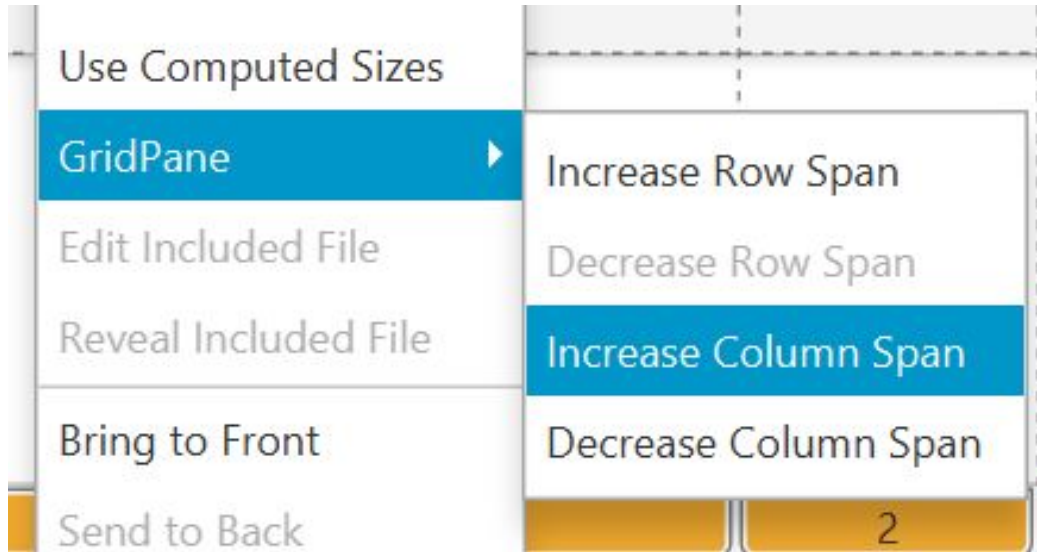 Use Computed Sizes
GridPane
Edit Included File
Reveal Included File
Bring to Front
Send to Back
Increase Row Span
Decrease Row Span
Increase Column Span
Decrease Column Span
2